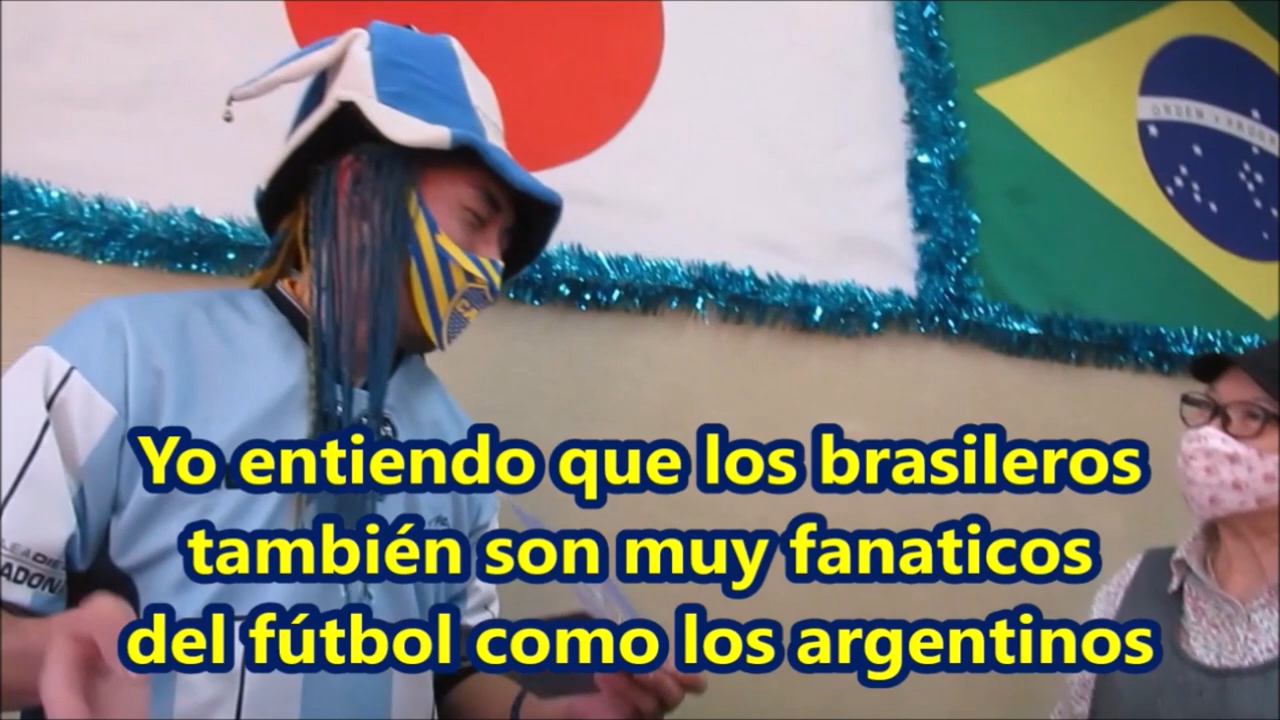 Yo entiendo que los brasileros
también son muy fanaticos
del fútbol como los argentinos